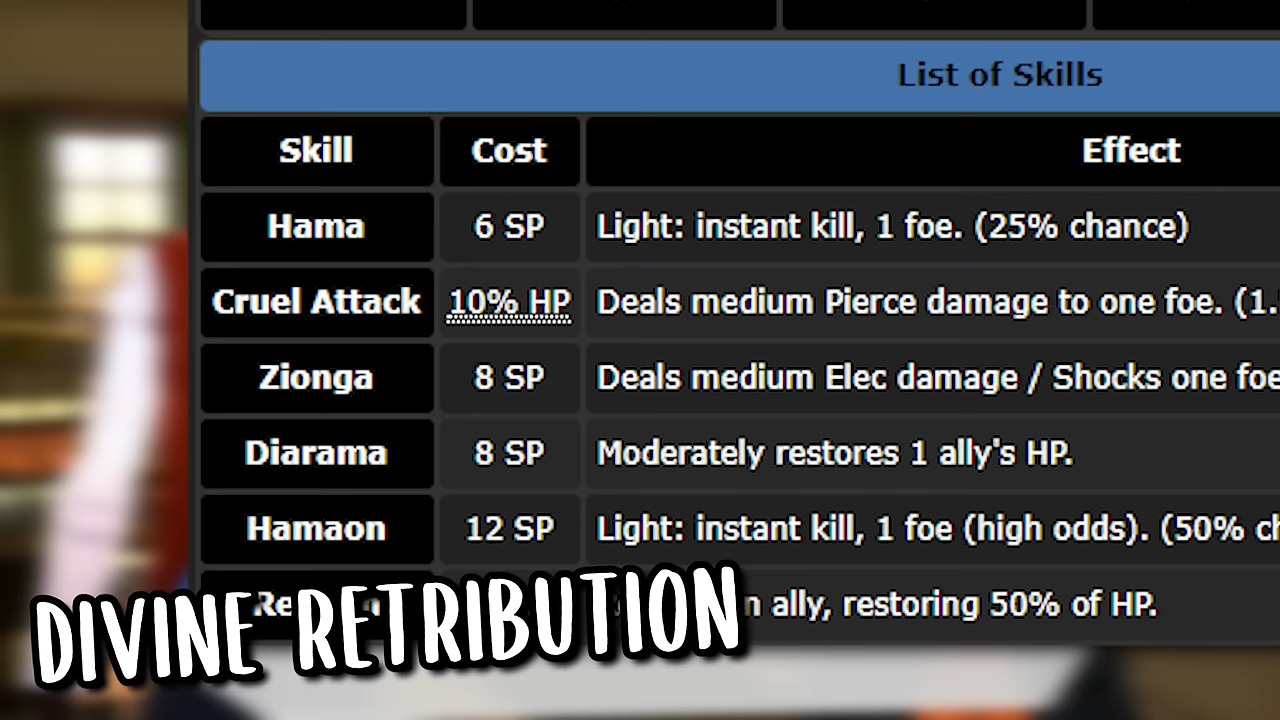 List of Skills
Skill Cost Effect
Hama 6 SP Light: instant kill, 1 foe. (25% chance)
Cruel Attack 10% HP Deals medium Pierce damage to one foe. (1.
Zionga 8 SP Deals medium Elec damage / Shocks one foe
Diarama 8 SP Moderately restores 1 ally's HP.
Hamaon 12 SP Light: instant kill, 1 foe (high odds). (50% ch
ally, restoring 50% of HP.
DIVINE RETRIBUTION